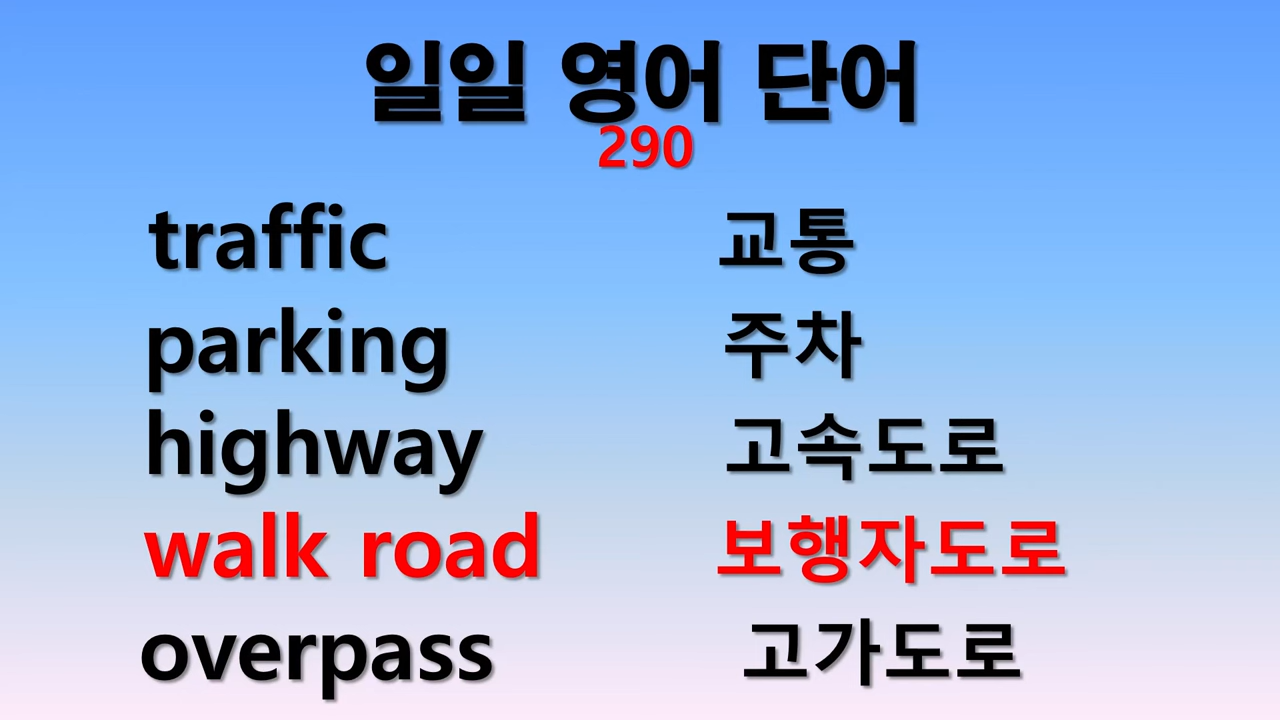 일일 영어 단어
290
traffic 교통
parking 주차
highway 고속도로
walk road 보행자도로
overpass 고가도로